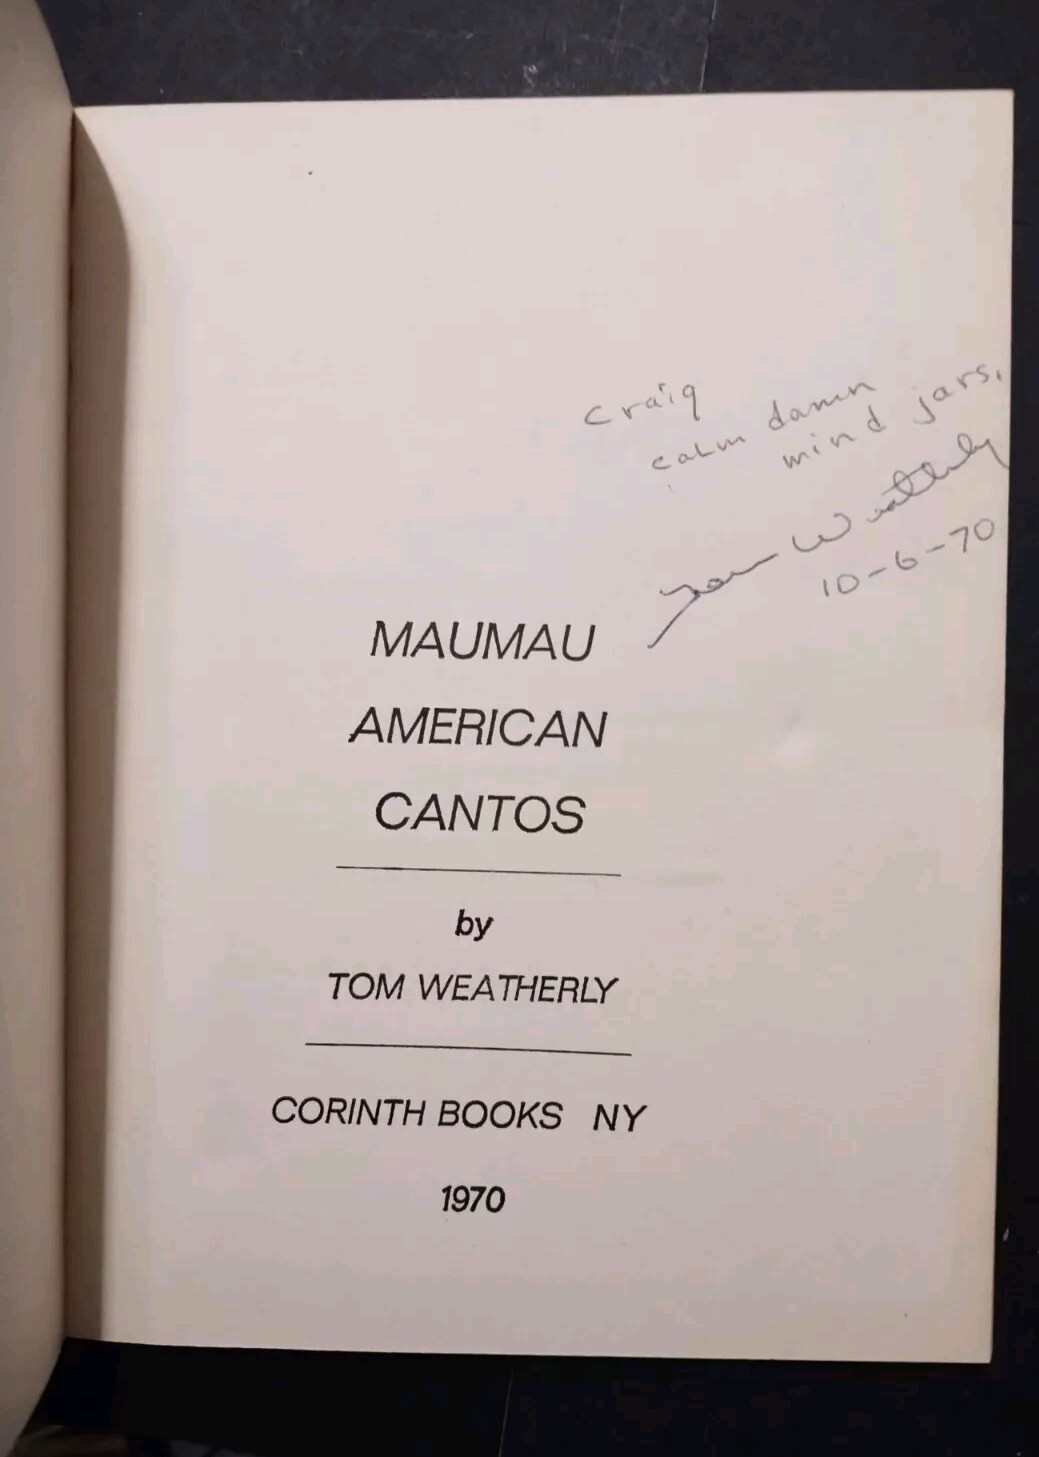 Craig
calm damn
mind jars.
Tom Weatherly
10-6-70
MAUMAU
AMERICAN
CANTOS
by
TOM WEATHERLY
CORINTH BOOKS NY
1970